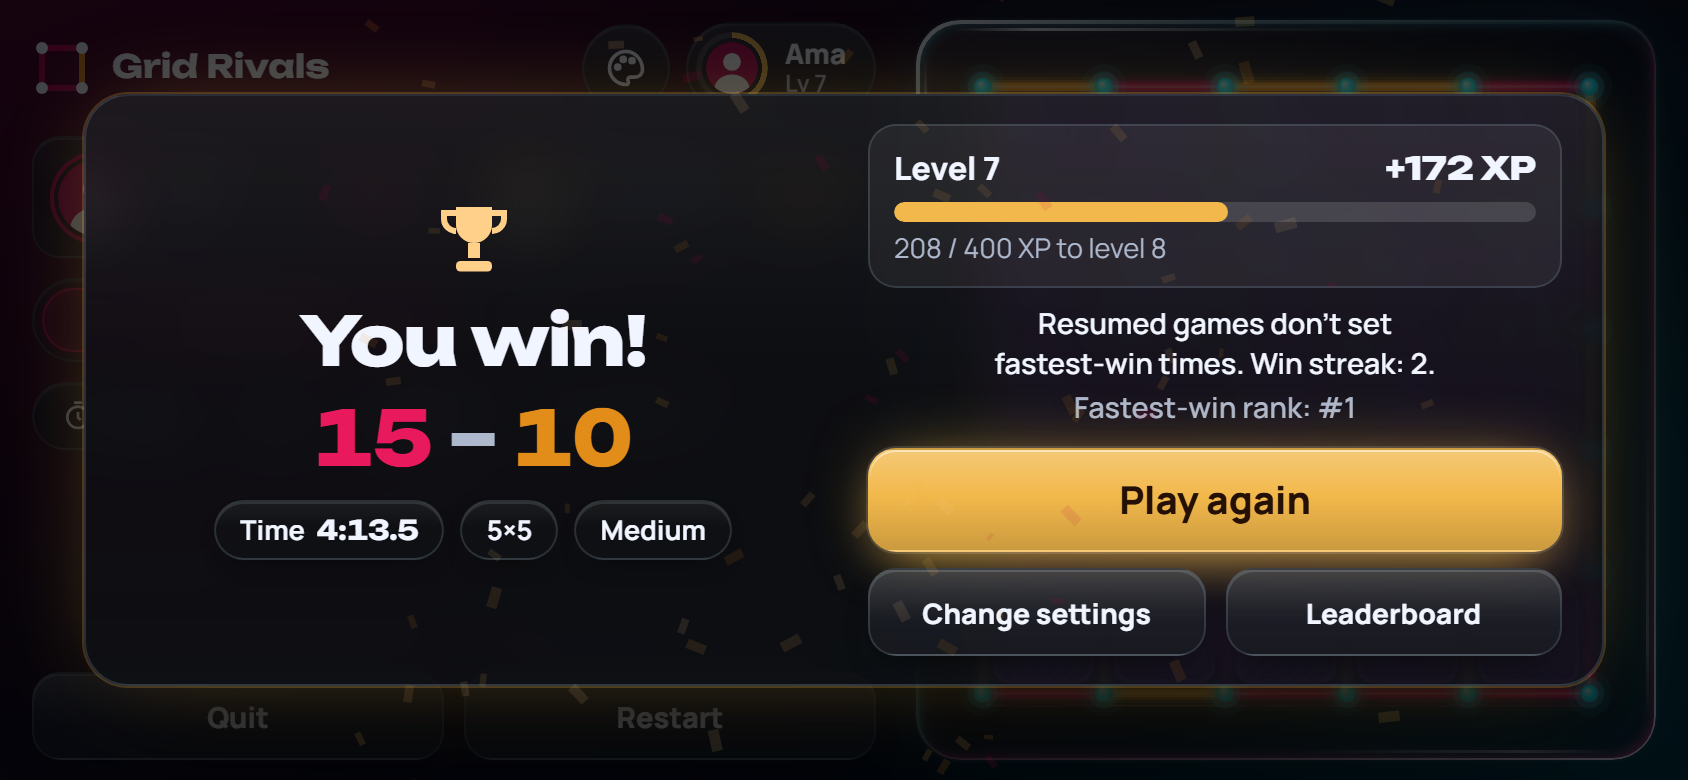 Grid Rivals
Ama
Lv 7
You win!
15 – 10
Time 4:13.5
5×5
Medium
Level 7
+172 XP
208 / 400 XP to level 8
Resumed games don’t set
fastest-win times. Win streak: 2.
Fastest-win rank: #1
Play again
Change settings
Leaderboard
Quit
Restart